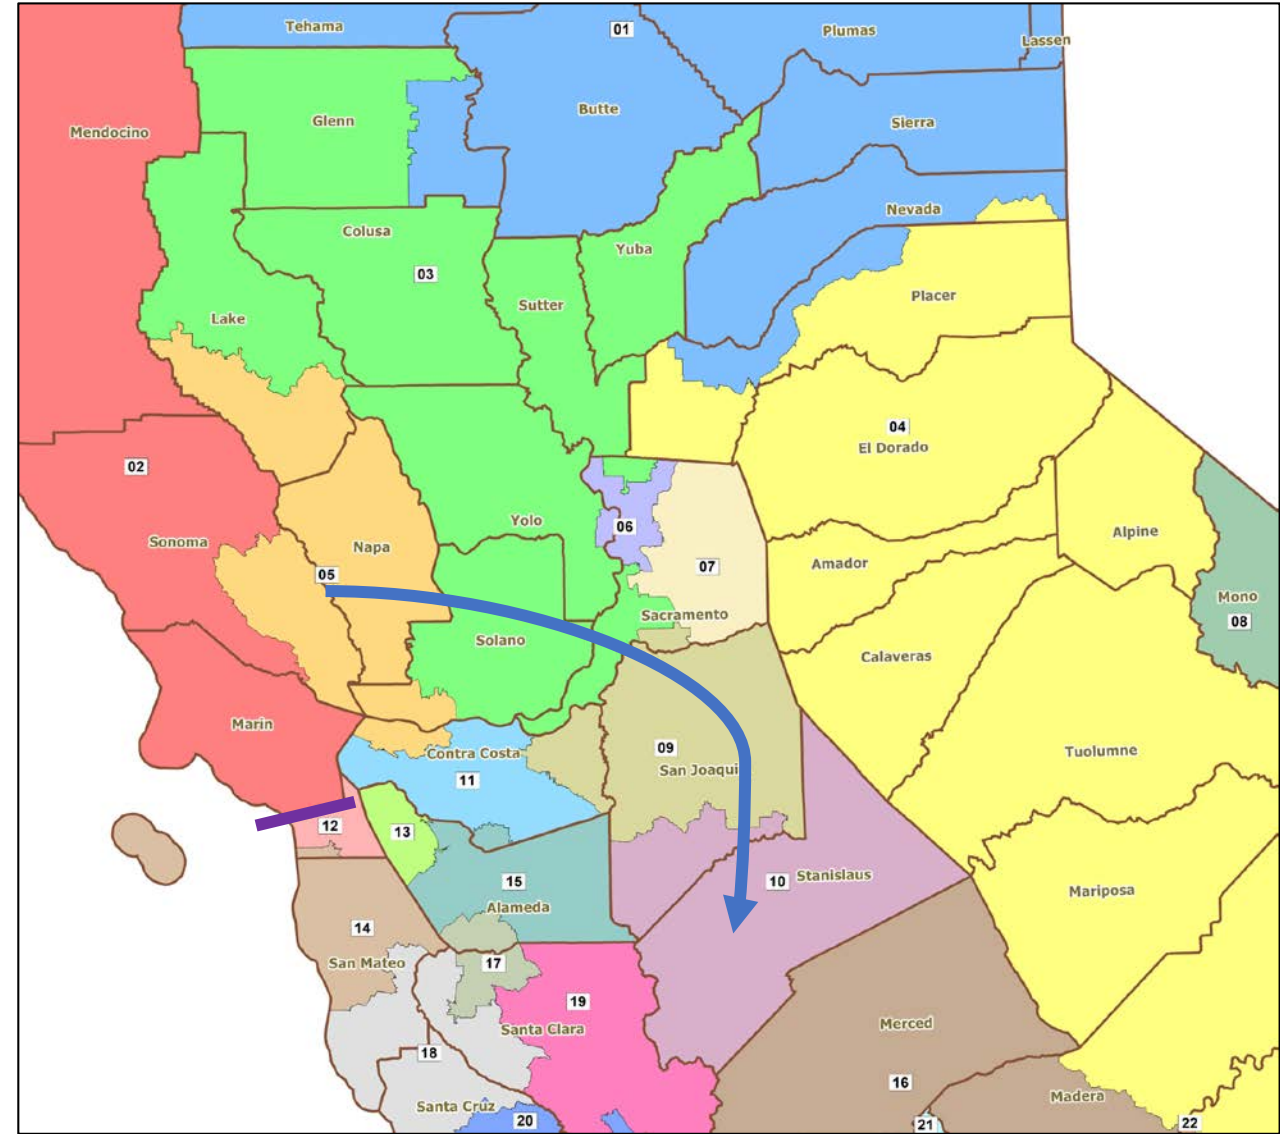 Tehama
01
Plumas
Lassen
Mendocino
Glenn
Butte
Sierra
Nevada
Colusa
03
Yuba
Sutter
Lake
Placer
04
El Dorado
02
Sonoma
Napa
05
Yolo
06
07
Alpine
Amador
Mono
08
Sacramento
Solano
Calaveras
Marin
Contra Costa
11
09
San Joaqui
Tuolumne
12
13
15
Alameda
10
Stanislaus
Mariposa
14
San Mateo
17
19
Santa Clara
Merced
18
16
Santa Cruz
20
Madera
21
22